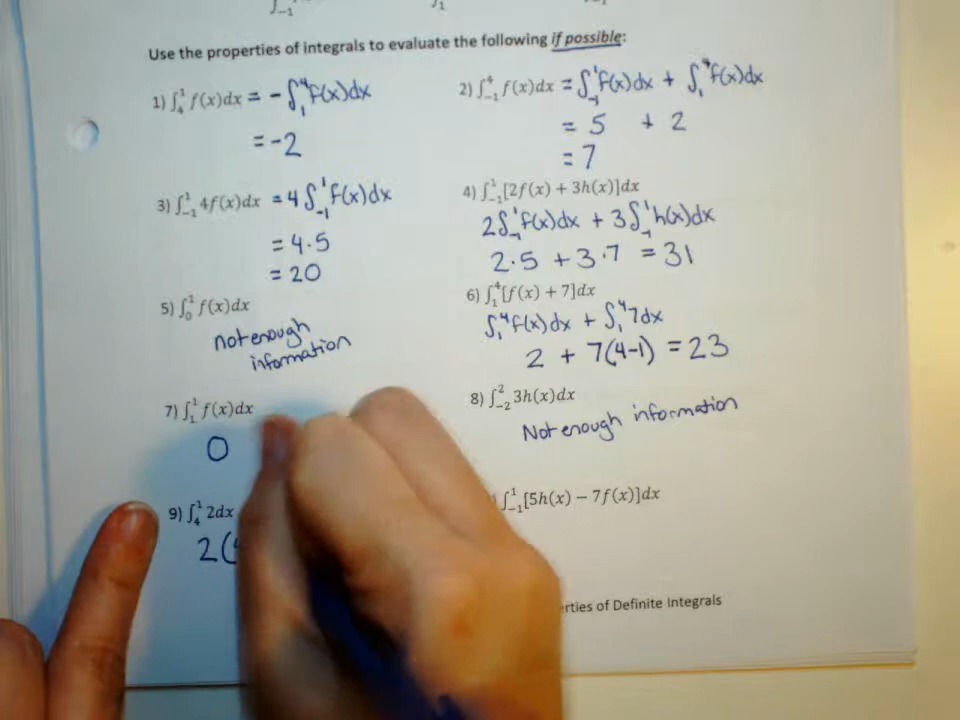 Use the properties of integrals to evaluate the following if possible:
1) ∫₄¹ f(x)dx = -∫₁⁴f(x)dx
= -2
2) ∫₋₁⁴ f(x)dx = ∫₋₁¹f(x)dx + ∫₁⁴f(x)dx
= 5 + 2
= 7
3) ∫₋₁¹ 4f(x)dx = 4∫₋₁¹f(x)dx
= 4·5
= 20
4) ∫₋₁¹[2f(x) + 3h(x)]dx
2∫₋₁¹f(x)dx + 3∫₋₁¹h(x)dx
2·5 + 3·7 = 31
5) ∫₀¹ f(x)dx
not enough
information
6) ∫₁⁴[f(x) + 7]dx
∫₁⁴f(x)dx + ∫₁⁴7dx
2 + 7(4-1) = 23
7) ∫₁¹ f(x)dx
0
8) ∫₋₂² 3h(x)dx
Not enough information
9) ∫₄¹ 2dx
2(
∫₋₁¹[5h(x) − 7f(x)]dx
of Definite Integrals